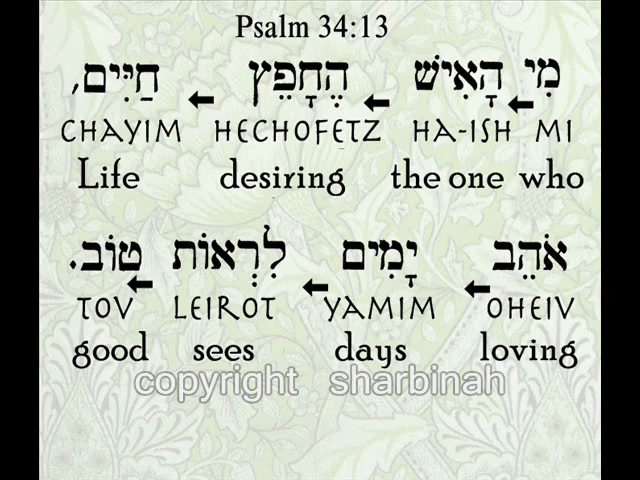 Psalm 34:13
מִי הָאִישׁ הֶחָפֵץ חַיִּים,
CHAYIM HECHOFETZ HA-ISH MI
Life desiring the one who
אֹהֵב יָמִים לִרְאוֹת טוֹב.
TOV LEIROT YAMIM OHEIV
good sees days loving
copyright sharbinah